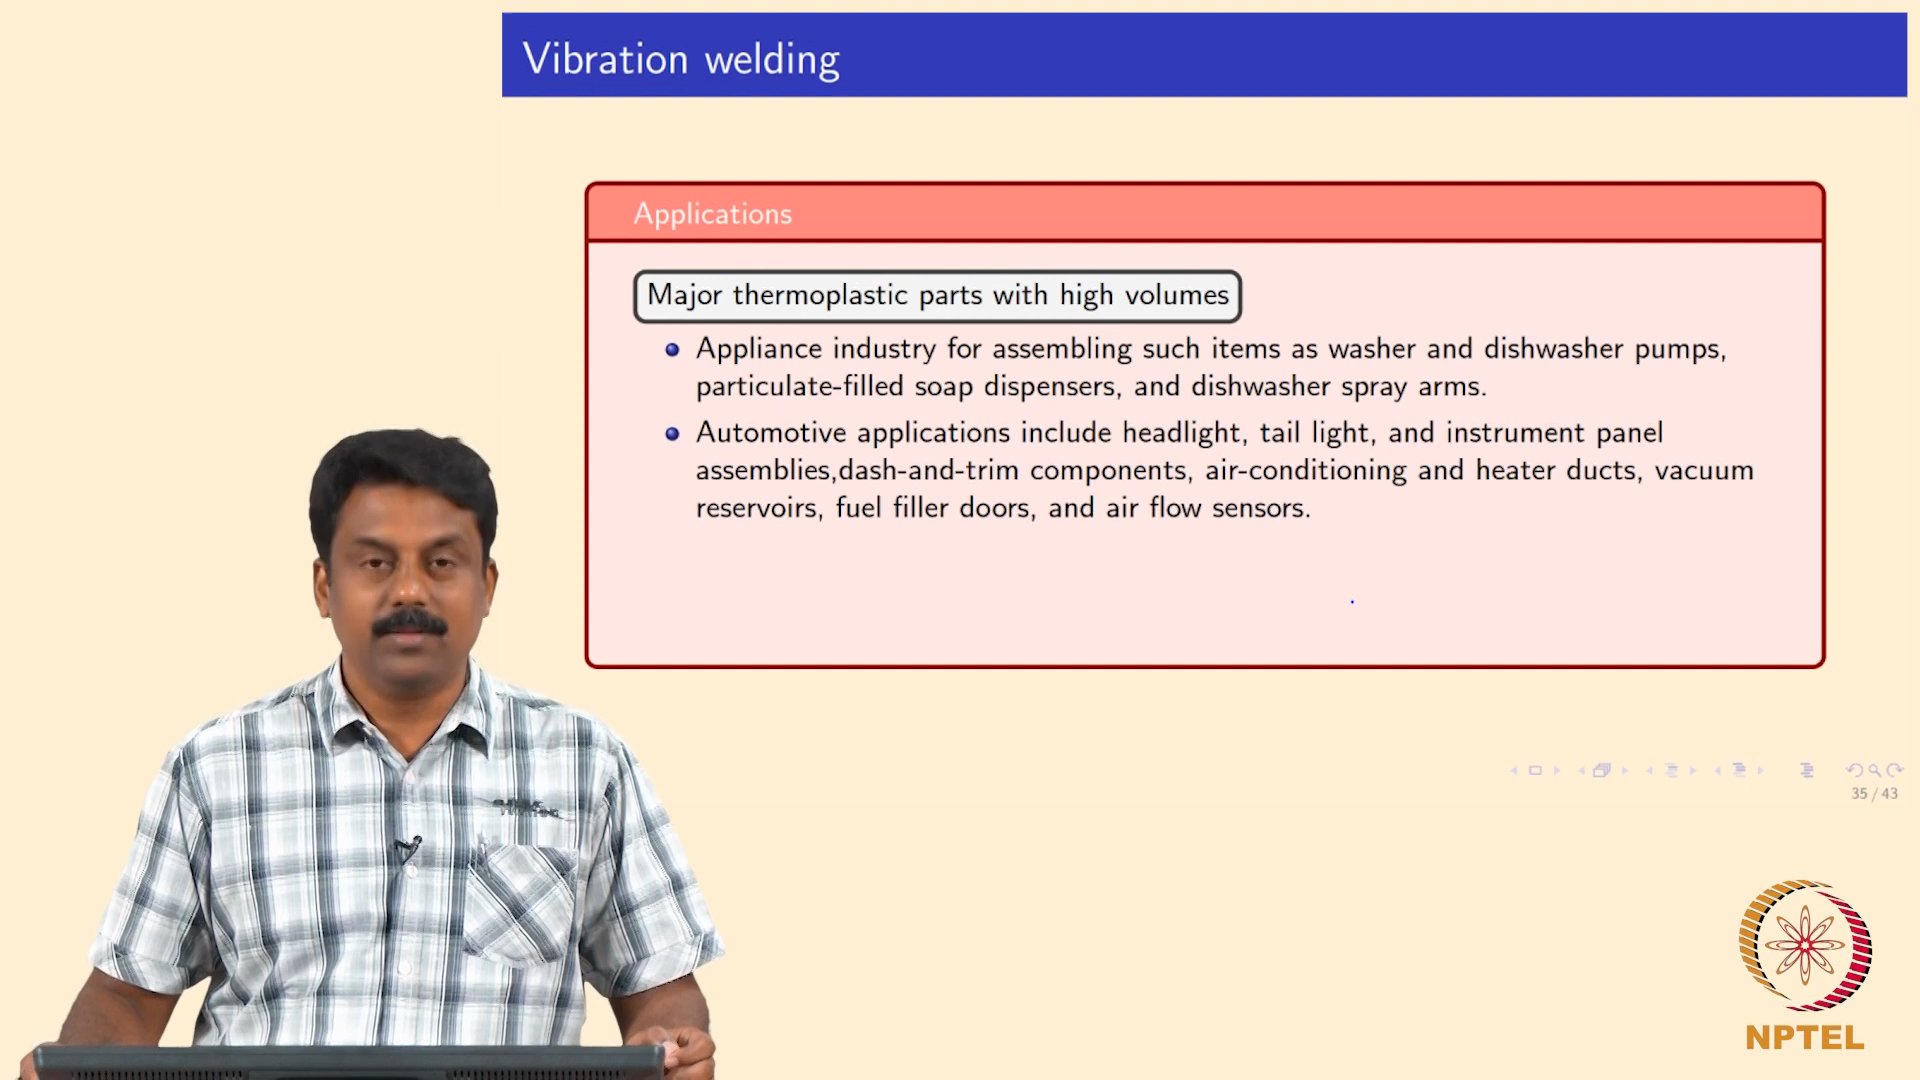 Vibration welding
Applications
Major thermoplastic parts with high volumes
Appliance industry for assembling such items as washer and dishwasher pumps,
particulate-filled soap dispensers, and dishwasher spray arms.
Automotive applications include headlight, tail light, and instrument panel
assemblies,dash-and-trim components, air-conditioning and heater ducts, vacuum
reservoirs, fuel filler doors, and air flow sensors.
35 / 43
NPTEL